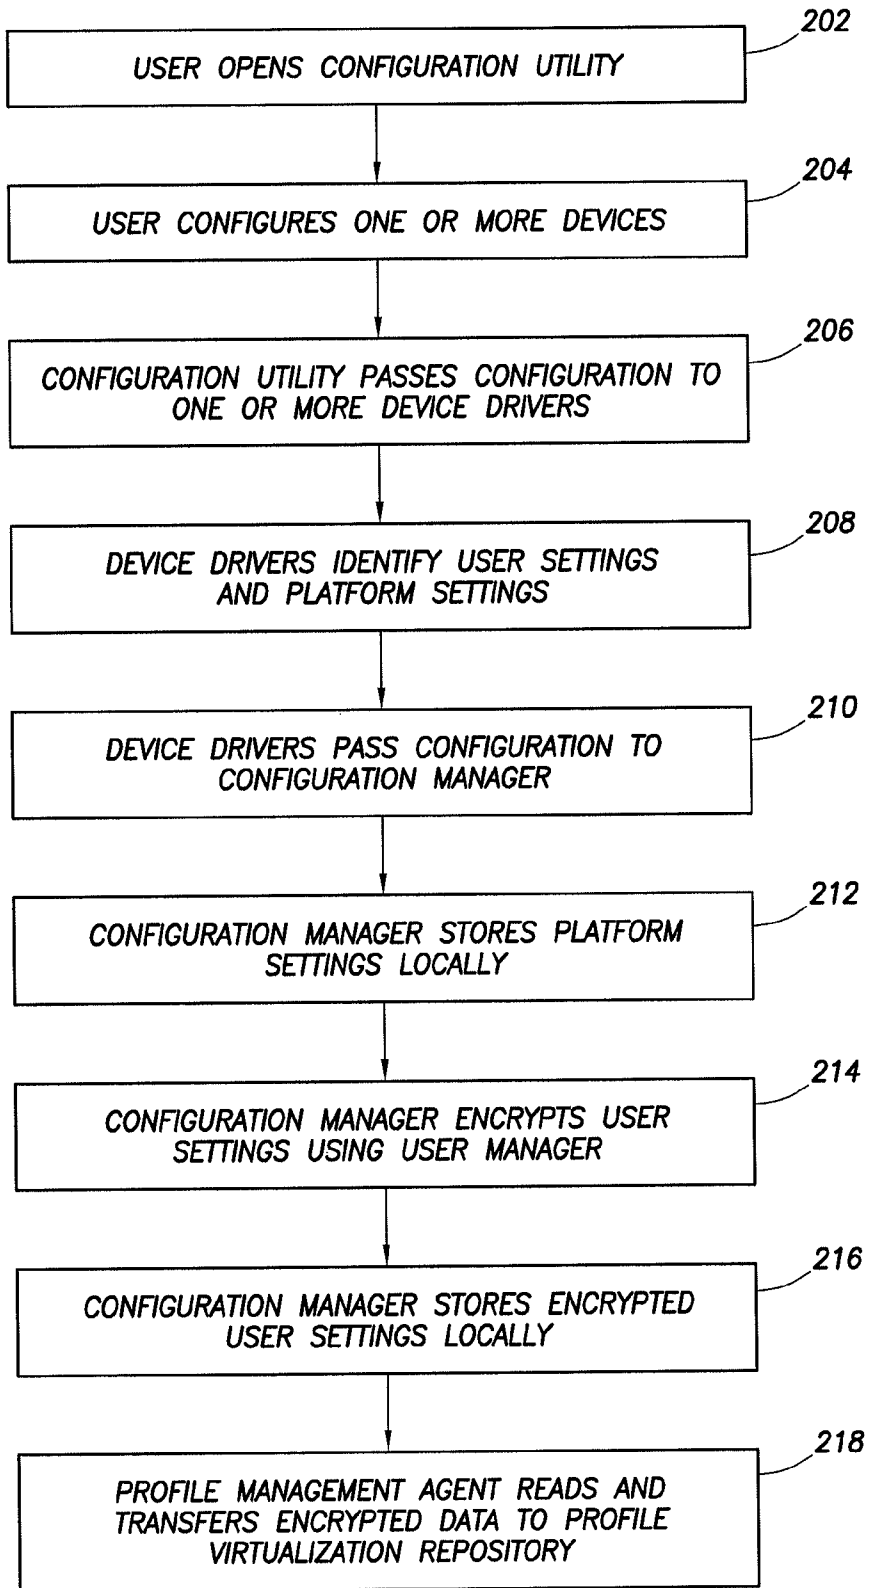 202
USER OPENS CONFIGURATION UTILITY
204
USER CONFIGURES ONE OR MORE DEVICES
206
CONFIGURATION UTILITY PASSES CONFIGURATION TO
ONE OR MORE DEVICE DRIVERS
208
DEVICE DRIVERS IDENTIFY USER SETTINGS
AND PLATFORM SETTINGS
210
DEVICE DRIVERS PASS CONFIGURATION TO
CONFIGURATION MANAGER
212
CONFIGURATION MANAGER STORES PLATFORM
SETTINGS LOCALLY
214
CONFIGURATION MANAGER ENCRYPTS USER
SETTINGS USING USER MANAGER
216
CONFIGURATION MANAGER STORES ENCRYPTED
USER SETTINGS LOCALLY
218
PROFILE MANAGEMENT AGENT READS AND
TRANSFERS ENCRYPTED DATA TO PROFILE
VIRTUALIZATION REPOSITORY